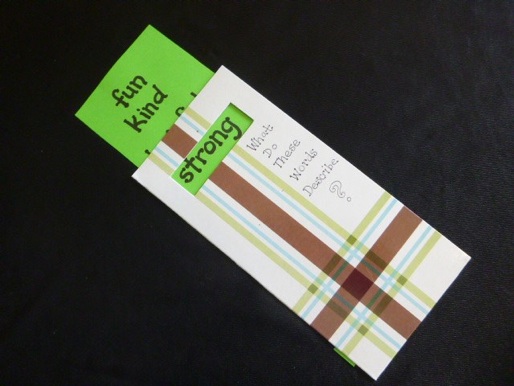 fun
kind
strong
What
Do
These
Words
Describe
?